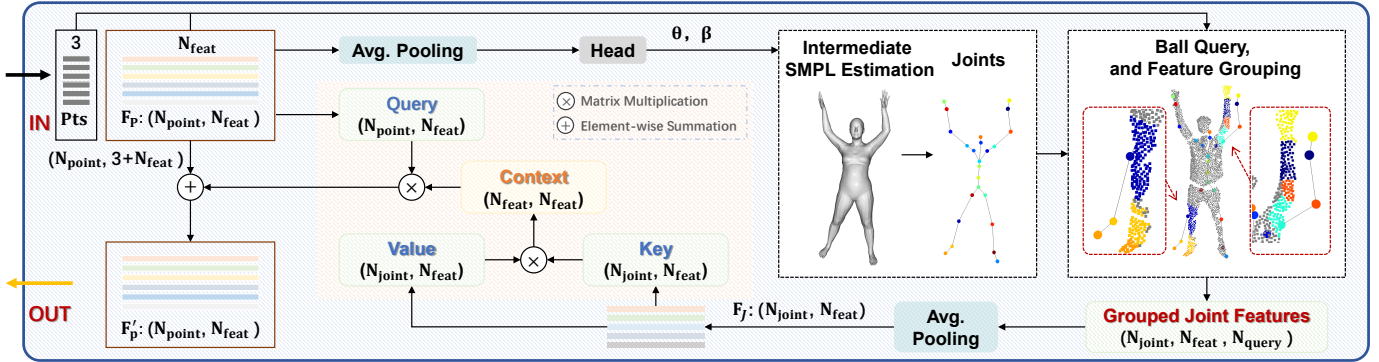 IN
3
Pts
(N_point, 3+N_feat )
N_feat
F_P: (N_point, N_feat )
Avg. Pooling
Head
θ, β
Query
(N_point, N_feat)
Matrix Multiplication
Element-wise Summation
Context
(N_feat, N_feat)
Value
(N_joint, N_feat)
Key
(N_joint, N_feat)
Intermediate
SMPL Estimation
Joints
Ball Query,
and Feature Grouping
Grouped Joint Features
(N_joint, N_feat , N_query )
Avg.
Pooling
F_J: (N_joint, N_feat)
OUT
F_p': (N_point, N_feat )